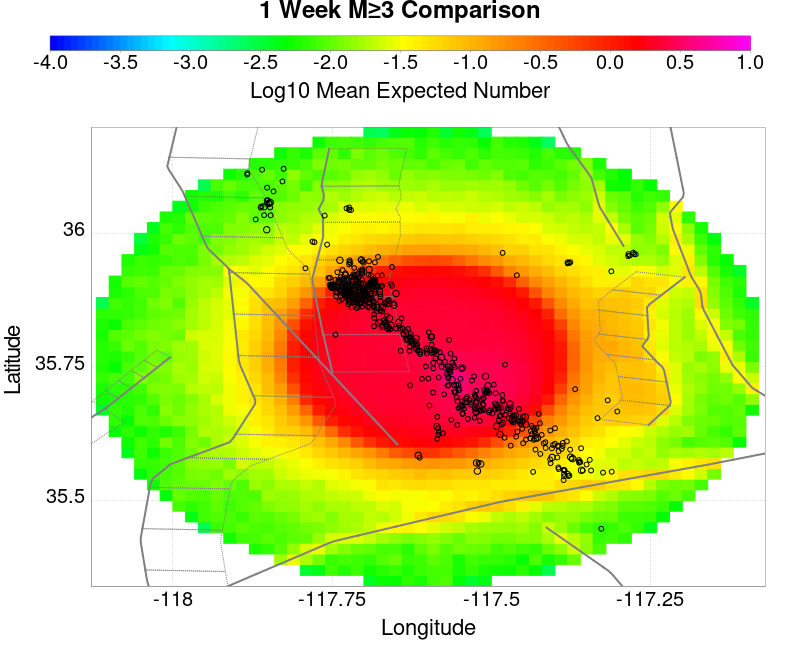 1 Week M≥3 Comparison
-4.0 -3.5 -3.0 -2.5 -2.0 -1.5 -1.0 -0.5 0.0 0.5 1.0
Log10 Mean Expected Number
36
35.75
35.5
Latitude
-118 -117.75 -117.5 -117.25
Longitude